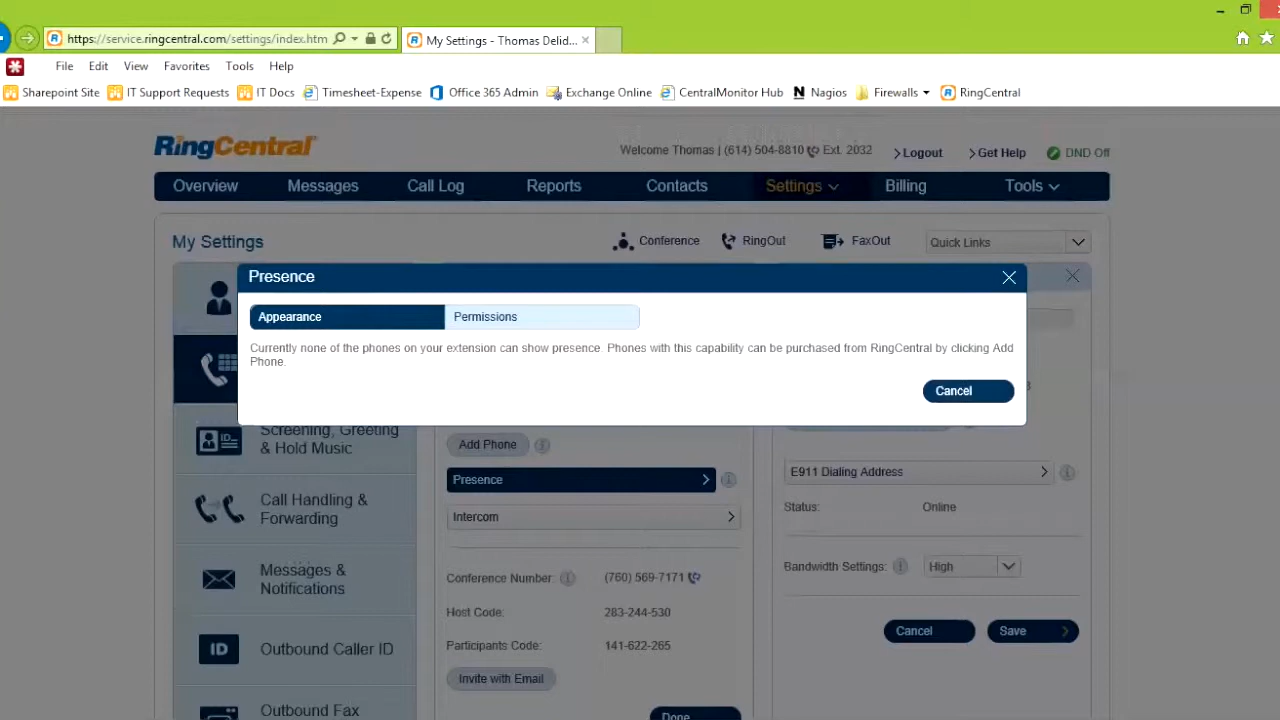 https://service.ringcentral.com/settings/index.htm
My Settings - Thomas Delid...
File Edit View Favorites Tools Help
Sharepoint Site IT Support Requests IT Docs Timesheet-Expense Office 365 Admin Exchange Online CentralMonitor Hub Nagios Firewalls RingCentral
RingCentral
Welcome Thomas | (614) 504-8810 Ext. 2032 Logout Get Help DND Off
Overview Messages Call Log Reports Contacts Settings Billing Tools
My Settings Conference RingOut FaxOut Quick Links
Presence
Appearance Permissions
Currently none of the phones on your extension can show presence. Phones with this capability can be purchased from RingCentral by clicking Add
Phone.
Cancel
Screening, Greeting
& Hold Music
Call Handling &
Forwarding
Messages &
Notifications
ID
Outbound Caller ID
Outbound Fax
Add Phone
Presence
Intercom
Conference Number: (760) 569-7171
Host Code: 283-244-530
Participants Code: 141-622-265
Invite with Email
Done
E911 Dialing Address
Status: Online
Bandwidth Settings: High
Cancel Save